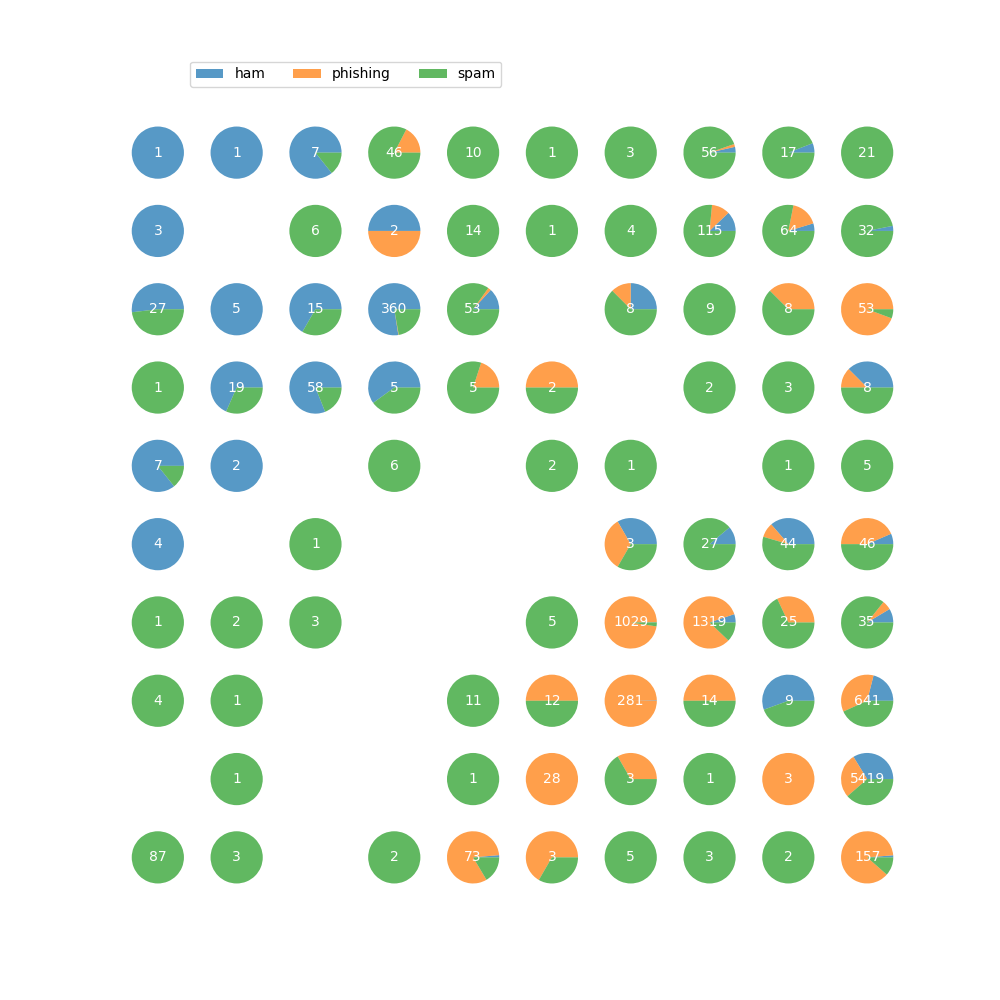 ham phishing spam
1 1 7 46 10 1 3 56 17 21
3 6 2 14 1 4 115 64 32
27 5 15 360 53 8 9 8 53
1 19 58 5 5 2 2 3 8
7 2 6 2 1 1 5
4 1 3 27 44 46
1 2 3 5 1029 1319 25 35
4 1 11 12 281 14 9 641
1 1 28 3 1 3 5419
87 3 2 73 3 5 3 2 157